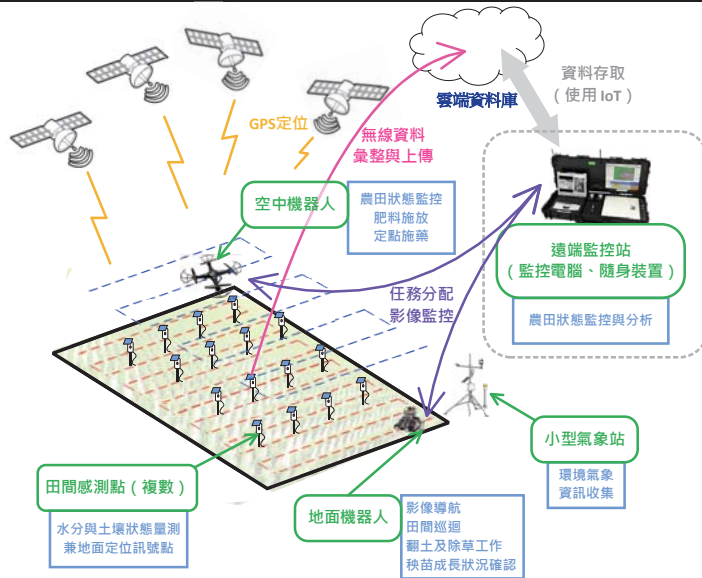 資料存取
（使用 IoT）
雲端資料庫
GPS定位
無線資料
彙整與上傳
空中機器人
農田狀態監控
肥料施放
定點施藥
遠端監控站
（監控電腦、隨身裝置）
農田狀態監控與分析
任務分配
影像監控
小型氣象站
環境氣象
資訊收集
田間感測點（複數）
水分與土壤狀態量測
兼地面定位訊號點
地面機器人
影像導航
田間巡迴
翻土及除草工作
秧苗成長狀況確認